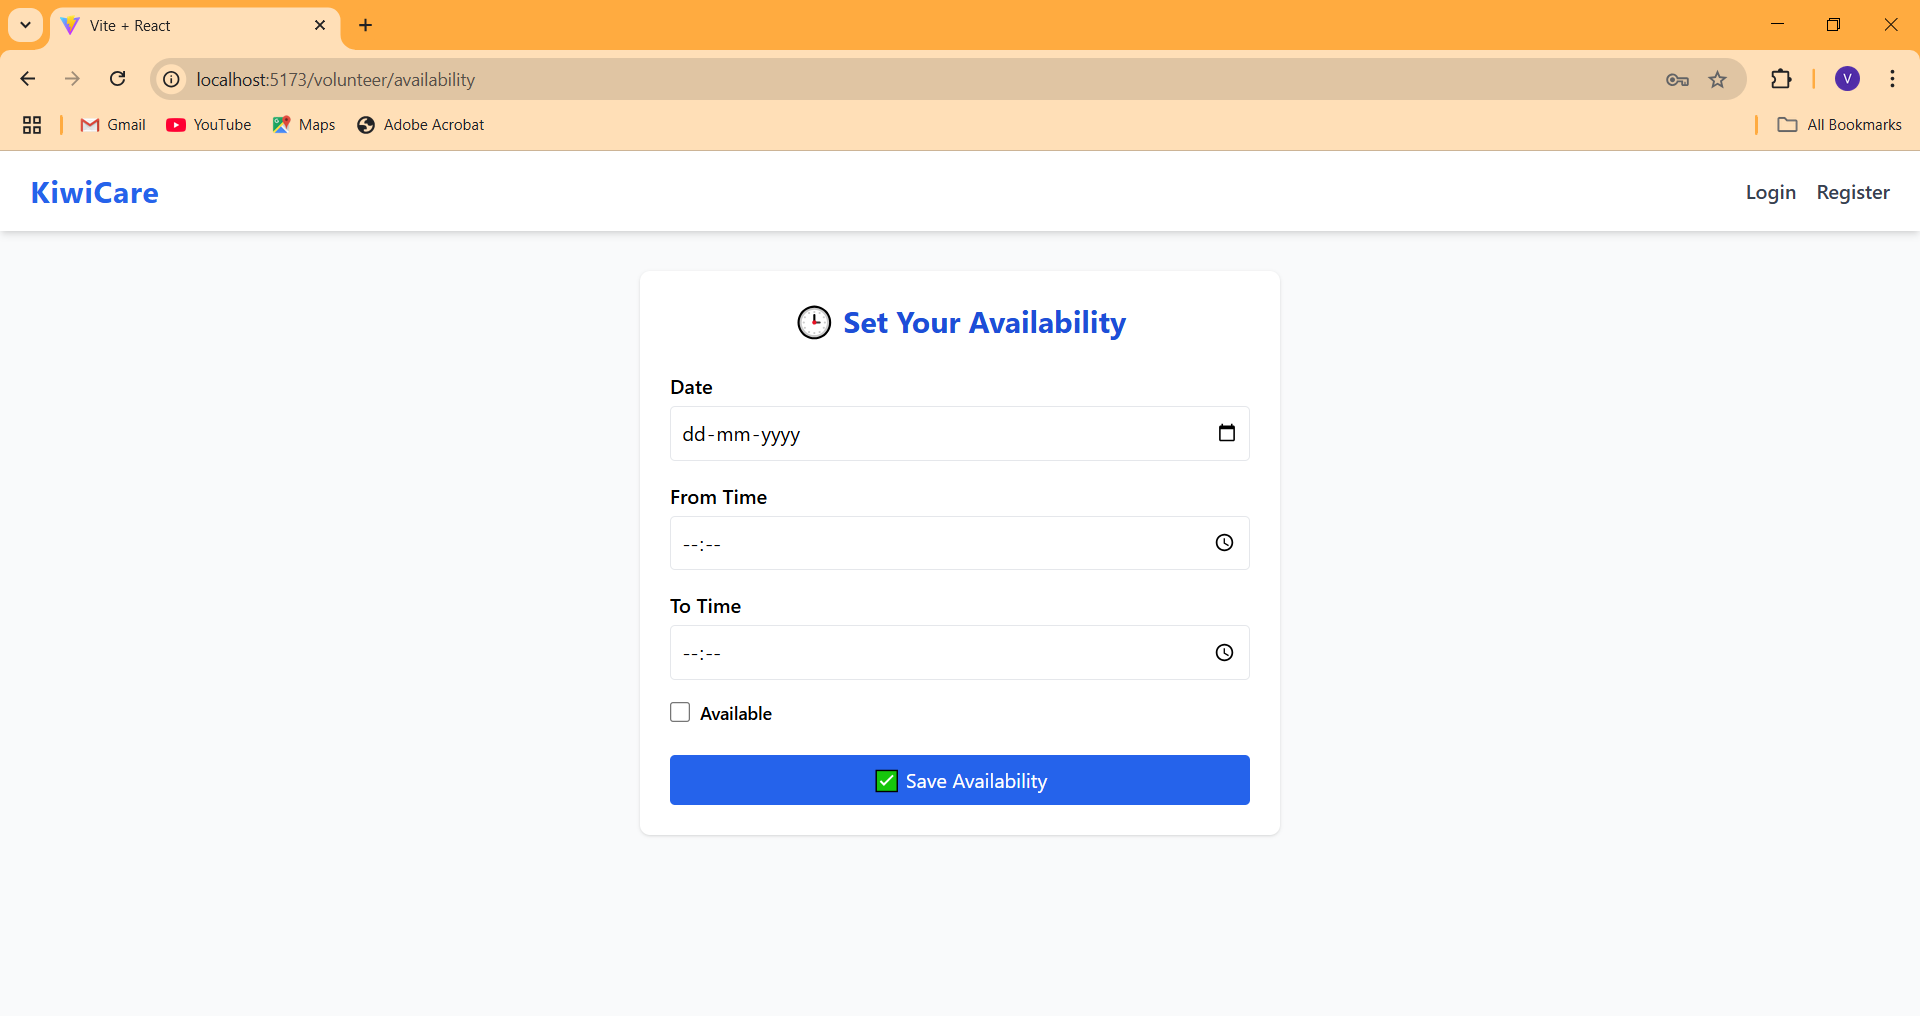 Vite + React
localhost:5173/volunteer/availability
V
Gmail YouTube Maps Adobe Acrobat All Bookmarks
KiwiCare Login Register
Set Your Availability
Date
dd-mm-yyyy
From Time
--:--
To Time
--:--
Available
Save Availability